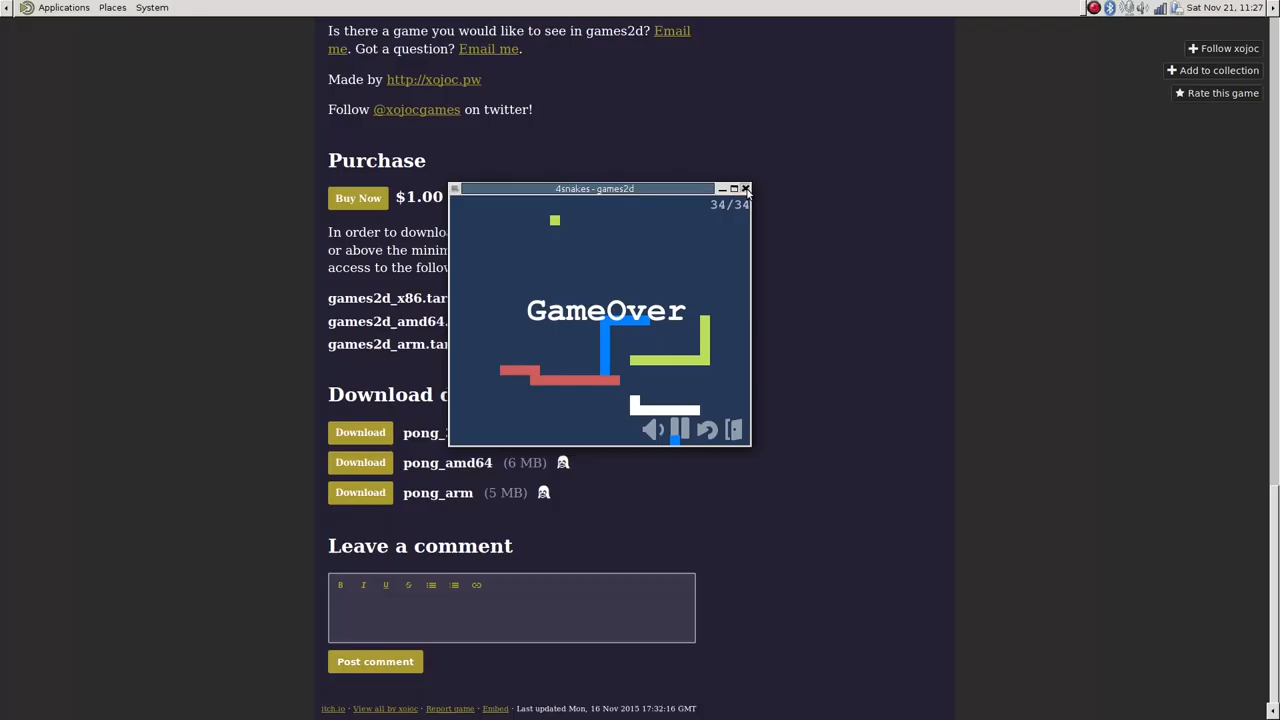 Applications Places System
Sat Nov 21, 11:27
Is there a game you would like to see in games2d? Email
me. Got a question? Email me.
Follow xojoc
Add to collection
Made by http://xojoc.pw
Rate this game
Follow @xojocgames on twitter!
Purchase
4snakes - games2d
Buy Now $1.00
34/34
In order to downlo
or above the minim
access to the follow
GameOver
games2d_x86.tar
games2d_amd64.
games2d_arm.tar
Download d
Download pong_
Download pong_amd64 (6 MB)
Download pong_arm (5 MB)
Leave a comment
B I U S
Post comment
itch.io · View all by xojoc · Report game · Embed · Last updated Mon, 16 Nov 2015 17:32:16 GMT